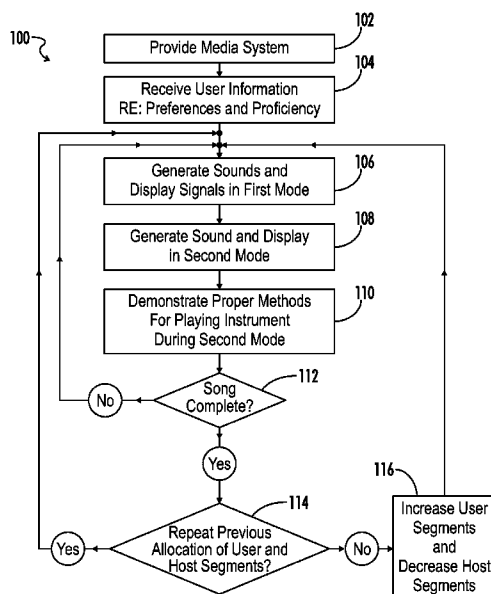 100
102
Provide Media System
104
Receive User Information
RE: Preferences and Proficiency
106
Generate Sounds and
Display Signals in First Mode
108
Generate Sound and Display
in Second Mode
110
Demonstrate Proper Methods
For Playing Instrument
During Second Mode
112
Song
Complete?
No
Yes
114
Repeat Previous
Allocation of User and
Host Segments?
Yes
No
116
Increase User
Segments
and
Decrease Host
Segments